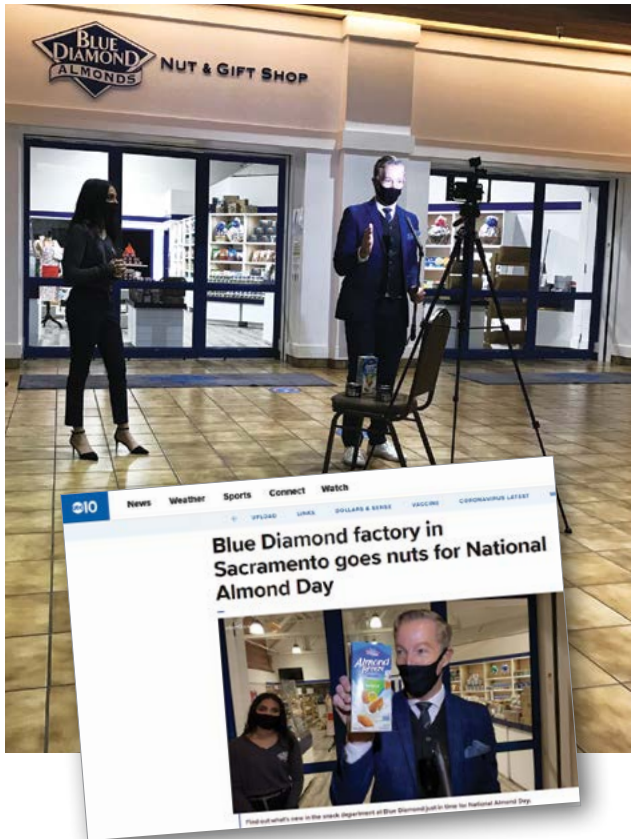 BLUE
DIAMOND
ALMONDS
NUT & GIFT SHOP
abc10
News Weather Sports Connect Watch
UPLOAD LINKS DOLLARS & SENSE VACCINE CORONAVIRUS LATEST
Blue Diamond factory in
Sacramento goes nuts for National
Almond Day
Almond
Breeze
Find out what's new in the snack department at Blue Diamond just in time for National Almond Day.